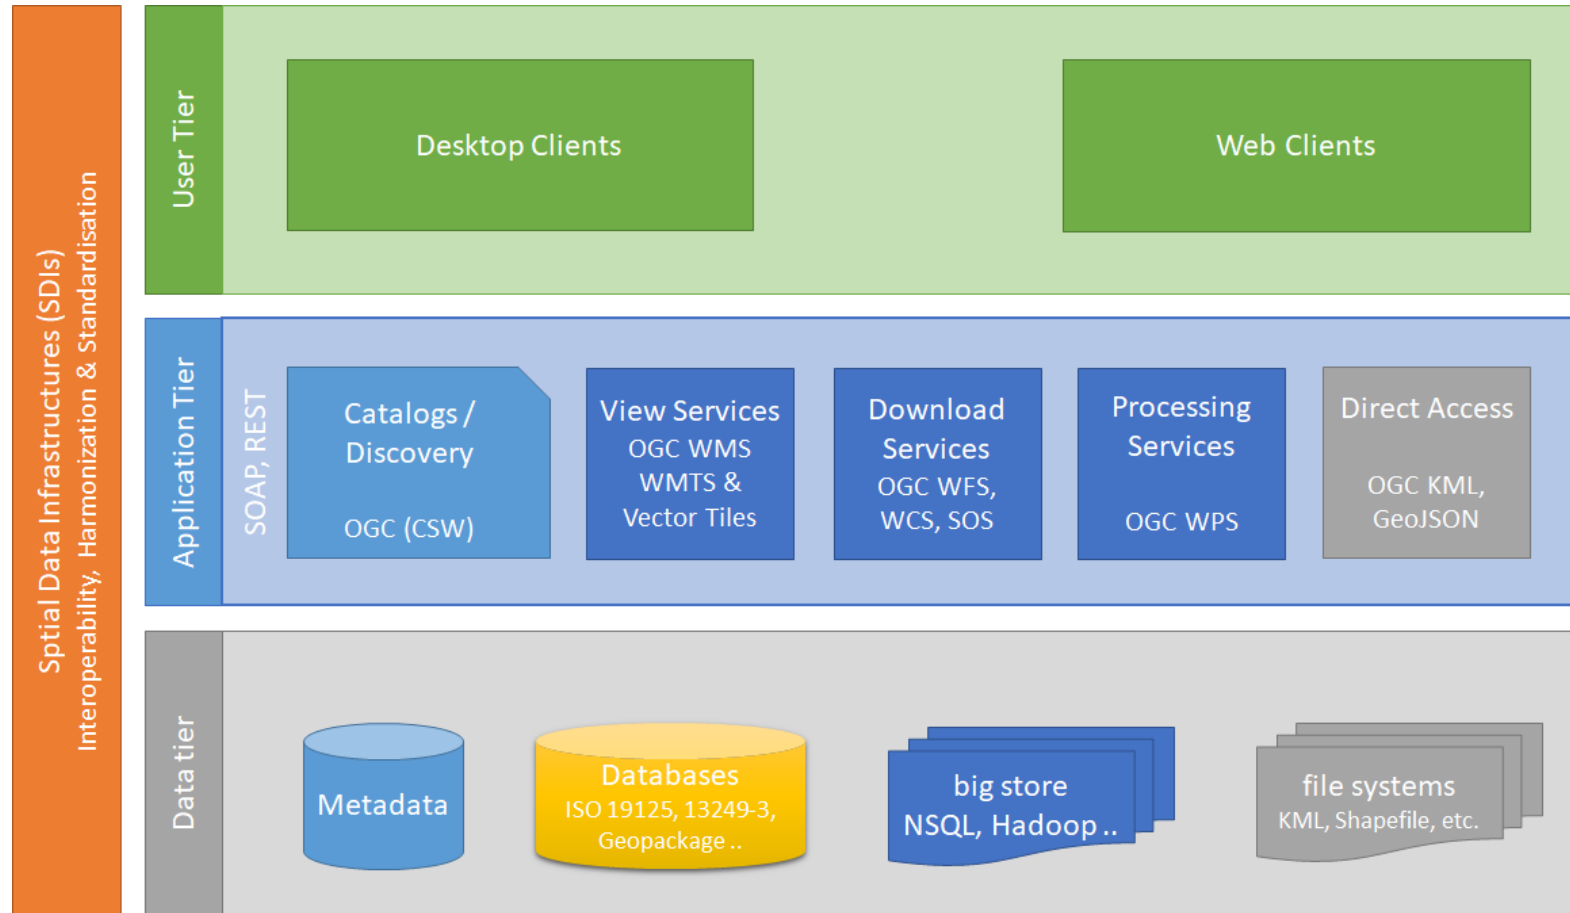 Sptial Data Infrastructures (SDIs)
Interoperability, Harmonization & Standardisation
User Tier
Desktop Clients
Web Clients
Application Tier
SOAP, REST
Catalogs /
Discovery
OGC (CSW)
View Services
OGC WMS
WMTS &
Vector Tiles
Download
Services
OGC WFS,
WCS, SOS
Processing
Services
OGC WPS
Direct Access
OGC KML,
GeoJSON
Data tier
Metadata
Databases
ISO 19125, 13249-3,
Geopackage ..
big store
NSQL, Hadoop ..
file systems
KML, Shapefile, etc.